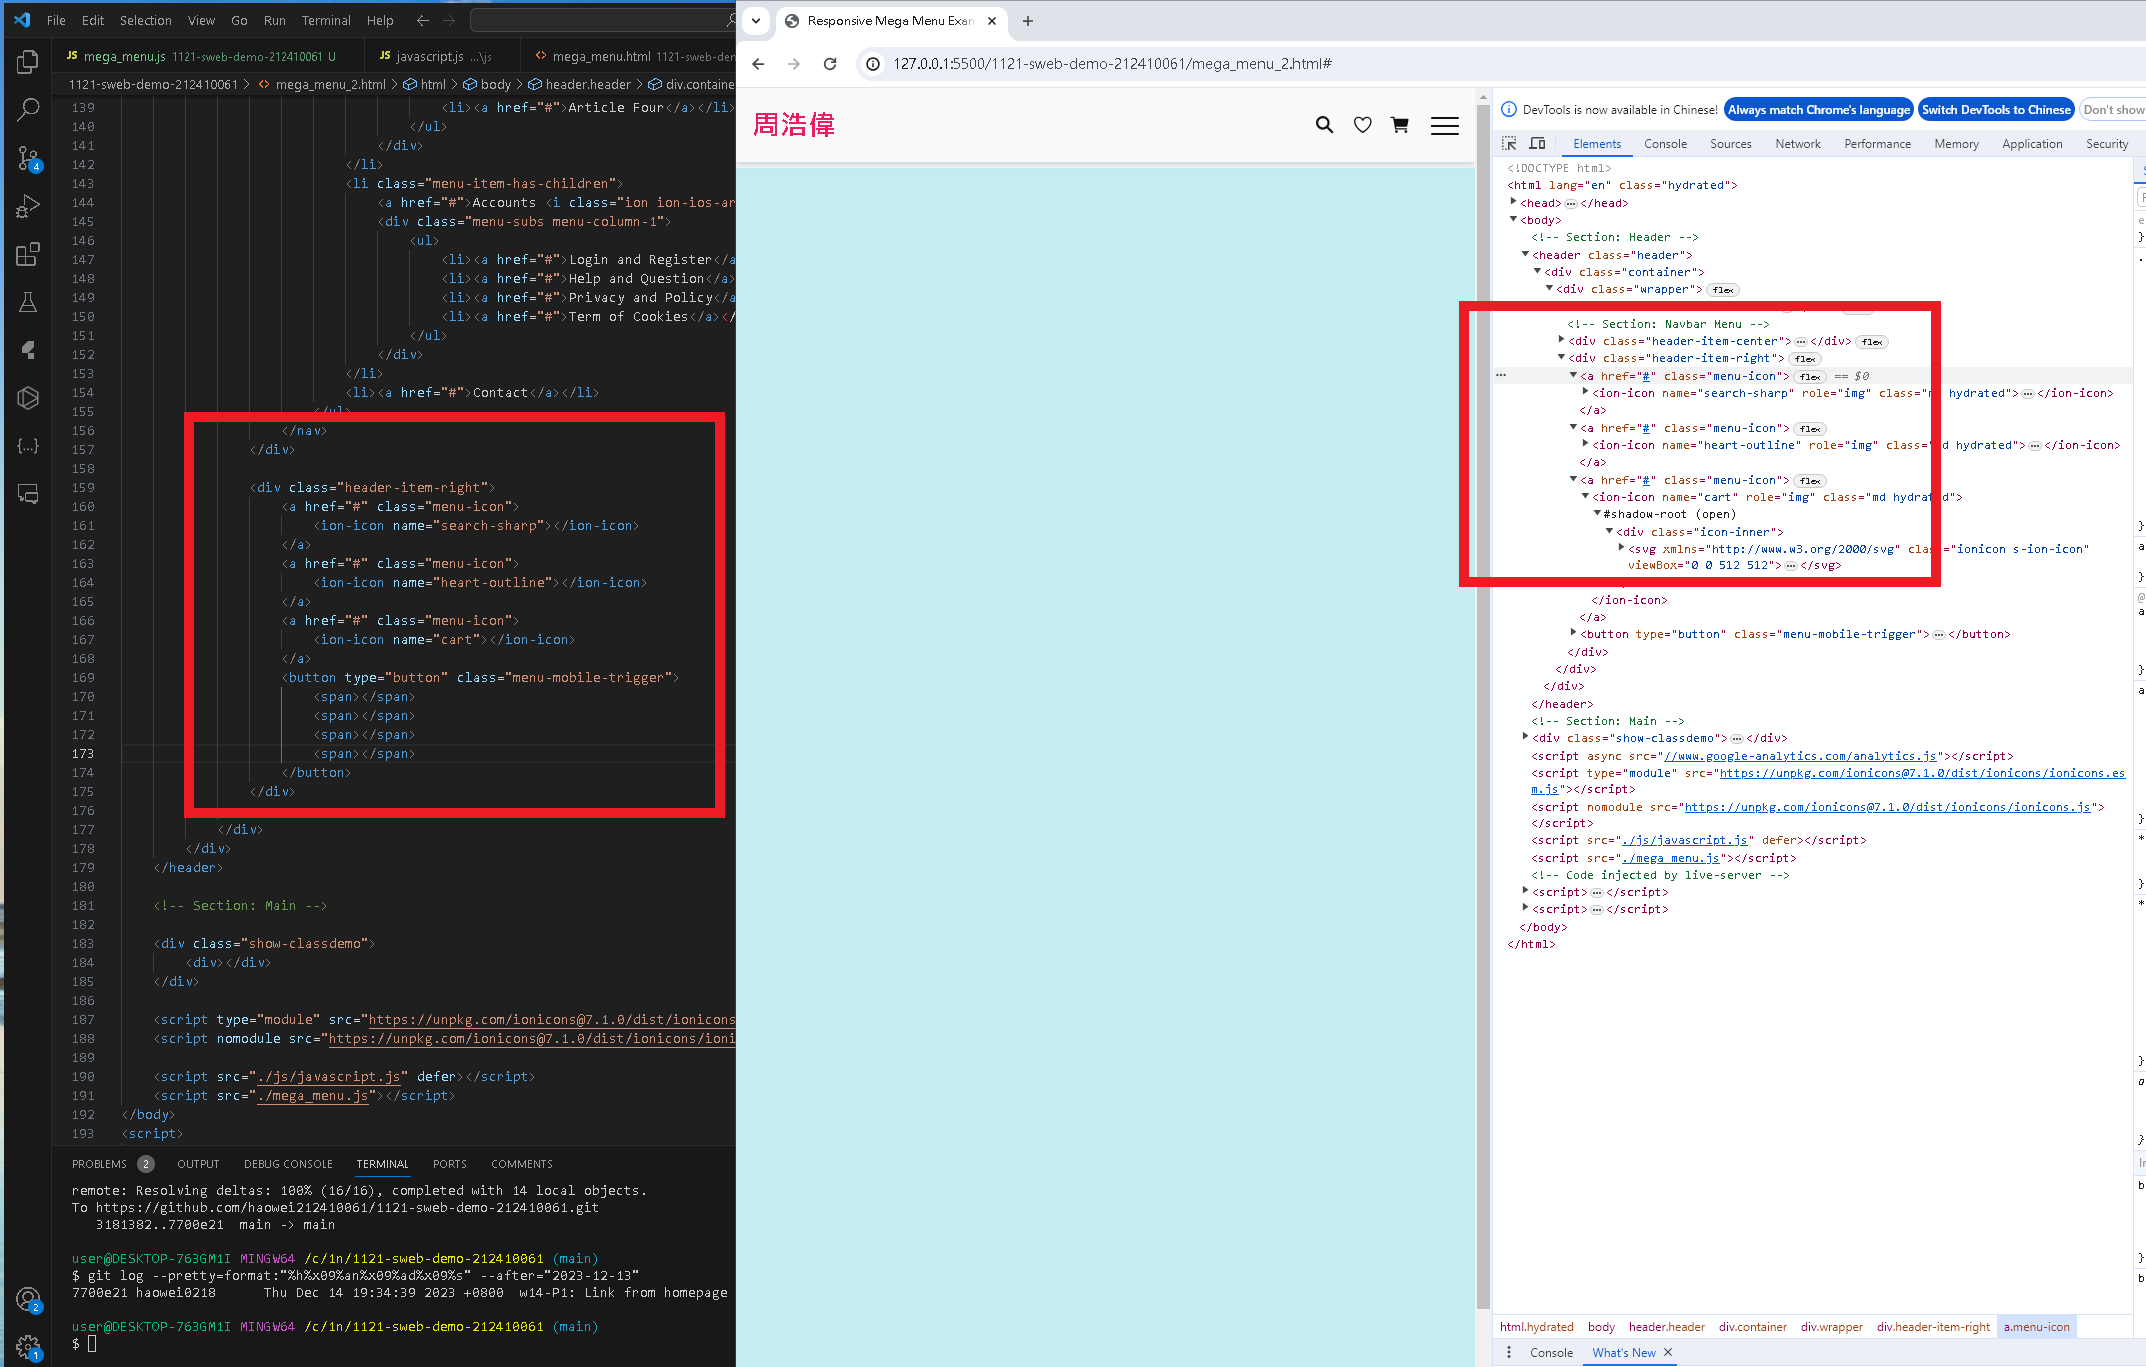 File Edit Selection View Go Run Terminal Help
JS mega_menu.js 1121-sweb-demo-212410061 U JS javascript.js ...\js <> mega_menu.html 1121-sweb-dem
1121-sweb-demo-212410061 > <> mega_menu_2.html > html > body > header.header > div.container
139 <li><a href="#">Article Four</a></li>
140 </ul>
141 </div>
142 </li>
143 <li class="menu-item-has-children">
144 <a href="#">Accounts <i class="ion ion-ios-ar
145 <div class="menu-subs menu-column-1">
146 <ul>
147 <li><a href="#">Login and Register</a
148 <li><a href="#">Help and Question</a>
149 <li><a href="#">Privacy and Policy</a
150 <li><a href="#">Term of Cookies</a></
151 </ul>
152 </div>
153 </li>
154 <li><a href="#">Contact</a></li>
155 </ul>
156 </nav>
157 </div>
158
159 <div class="header-item-right">
160 <a href="#" class="menu-icon">
161 <ion-icon name="search-sharp"></ion-icon>
162 </a>
163 <a href="#" class="menu-icon">
164 <ion-icon name="heart-outline"></ion-icon>
165 </a>
166 <a href="#" class="menu-icon">
167 <ion-icon name="cart"></ion-icon>
168 </a>
169 <button type="button" class="menu-mobile-trigger">
170 <span></span>
171 <span></span>
172 <span></span>
173 <span></span>
174 </button>
175 </div>
176
177 </div>
178 </div>
179 </header>
180
181 <!-- Section: Main -->
182
183 <div class="show-classdemo">
184 <div></div>
185 </div>
186
187 <script type="module" src="https://unpkg.com/ionicons@7.1.0/dist/ionicons
188 <script nomodule src="https://unpkg.com/ionicons@7.1.0/dist/ionicons/ioni
189
190 <script src="./js/javascript.js" defer></script>
191 <script src="./mega_menu.js"></script>
192 </body>
193 <script>
PROBLEMS 2 OUTPUT DEBUG CONSOLE TERMINAL PORTS COMMENTS
remote: Resolving deltas: 100% (16/16), completed with 14 local objects.
To https://github.com/haowei212410061/1121-sweb-demo-212410061.git
3181382..7700e21 main -> main
user@DESKTOP-763GM1I MINGW64 /c/1n/1121-sweb-demo-212410061 (main)
$ git log --pretty=format:"%h%x09%an%x09%ad%x09%s" --after="2023-12-13"
7700e21 haowei0218 Thu Dec 14 19:34:39 2023 +0800 w14-P1: Link from homepage
user@DESKTOP-763GM1I MINGW64 /c/1n/1121-sweb-demo-212410061 (main)
$
4
2
1
Responsive Mega Menu Exam
127.0.0.1:5500/1121-sweb-demo-212410061/mega_menu_2.html#
周浩偉
DevTools is now available in Chinese! Always match Chrome's language Switch DevTools to Chinese Don't show
Elements Console Sources Network Performance Memory Application Security
<!DOCTYPE html>
<html lang="en" class="hydrated">
<head>…</head>
<body>
<!-- Section: Header -->
<header class="header">
<div class="container">
<div class="wrapper"> flex
<!-- Section: Navbar Menu -->
<div class="header-item-center">…</div> flex
<div class="header-item-right"> flex
<a href="#" class="menu-icon"> flex == $0
<ion-icon name="search-sharp" role="img" class= hydrated">…</ion-icon>
</a>
<a href="#" class="menu-icon"> flex
<ion-icon name="heart-outline" role="img" class= d hydrated">…</ion-icon>
</a>
<a href="#" class="menu-icon"> flex
<ion-icon name="cart" role="img" class="md hydrated">
#shadow-root (open)
<div class="icon-inner">
<svg xmlns="http://www.w3.org/2000/svg" class="ionicon s-ion-icon"
viewBox="0 0 512 512">…</svg>
</ion-icon>
</a>
<button type="button" class="menu-mobile-trigger">…</button>
</div>
</div>
</div>
</header>
<!-- Section: Main -->
<div class="show-classdemo">…</div>
<script async src="//www.google-analytics.com/analytics.js"></script>
<script type="module" src="https://unpkg.com/ionicons@7.1.0/dist/ionicons/ionicons.es
m.js"></script>
<script nomodule src="https://unpkg.com/ionicons@7.1.0/dist/ionicons/ionicons.js">
</script>
<script src="./js/javascript.js" defer></script>
<script src="./mega_menu.js"></script>
<!-- Code injected by live-server -->
<script>…</script>
<script>…</script>
</body>
</html>
html.hydrated body header.header div.container div.wrapper div.header-item-right a.menu-icon
Console What's New